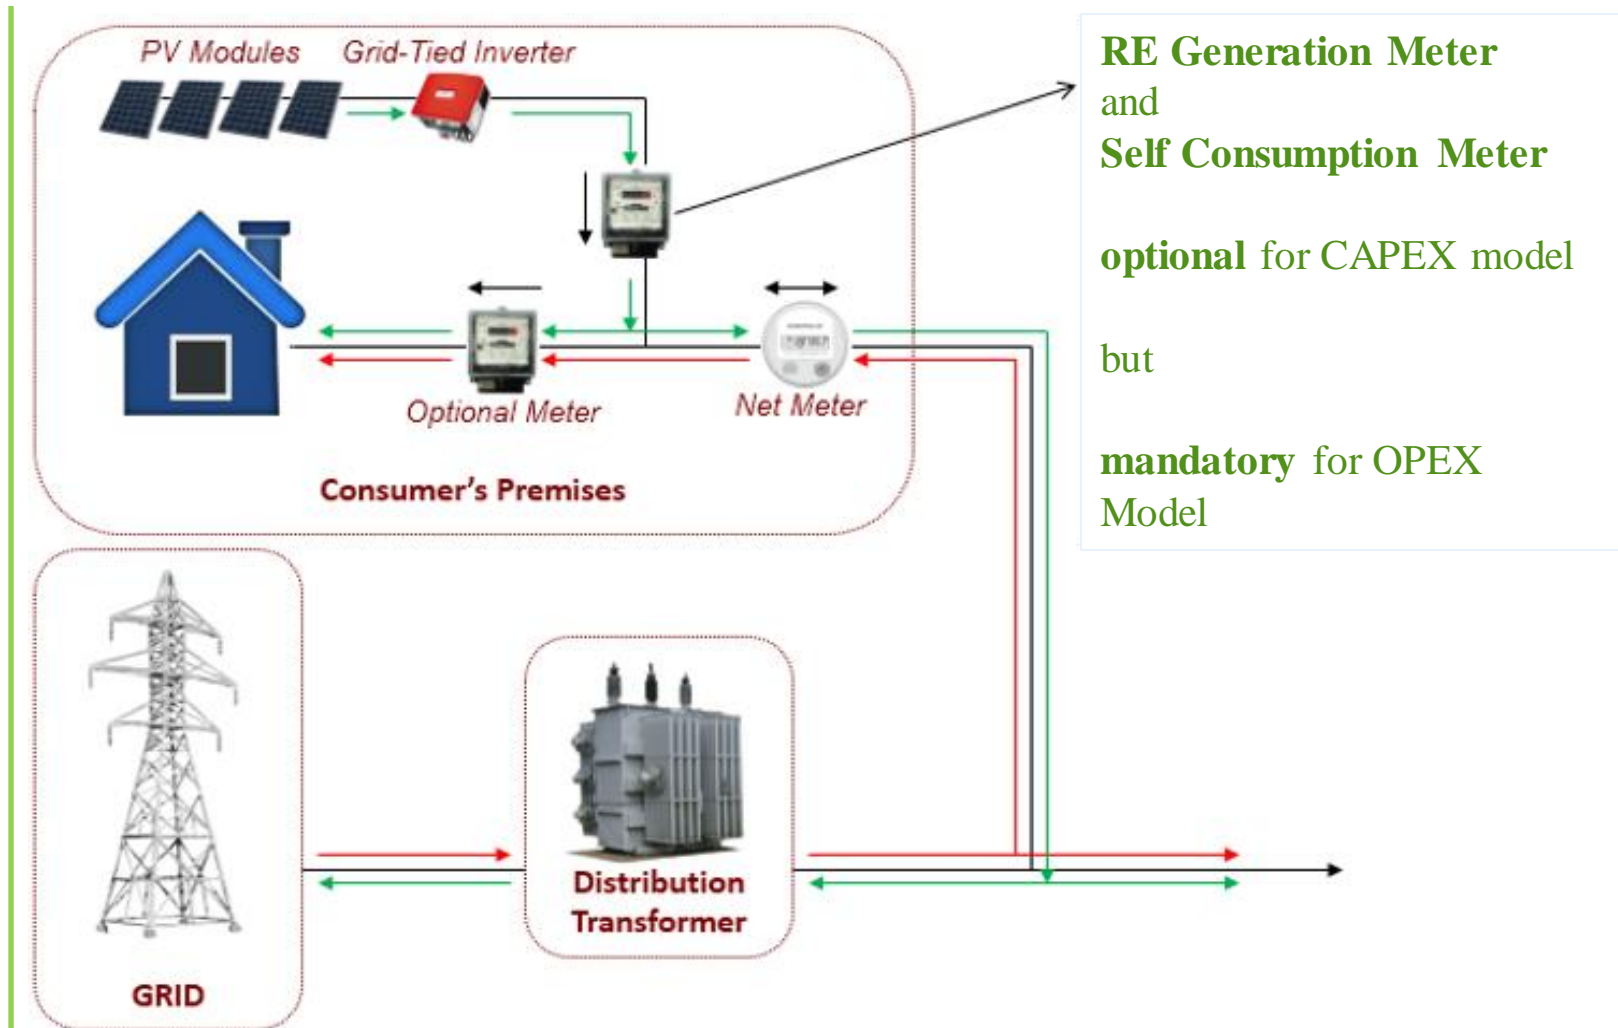 PV Modules
Grid-Tied Inverter
RE Generation Meter
and
Self Consumption Meter
optional for CAPEX model
but
mandatory for OPEX
Model
Optional Meter
Net Meter
Consumer's Premises
Distribution
Transformer
GRID